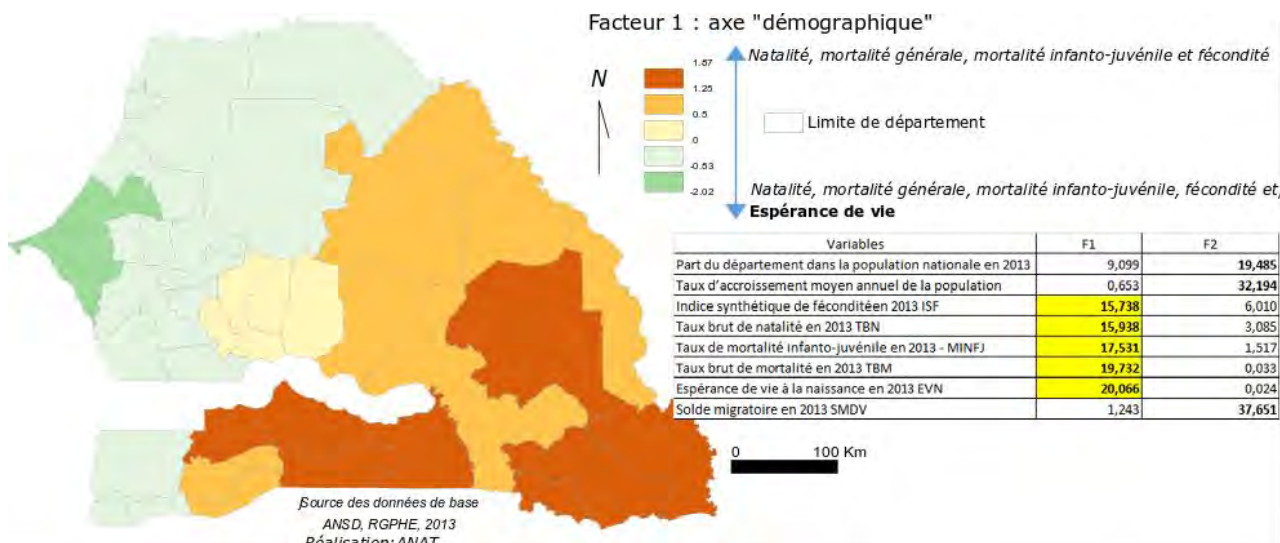 Facteur 1 : axe "démographique"
Natalité, mortalité générale, mortalité infanto-juvénile et fécondité
N
1.67
1.25
0.5
0
-0.53
-2.02
Limite de département
Natalité, mortalité générale, mortalité infanto-juvénile, fécondité et,
Espérance de vie
Variables F1 F2
Part du département dans la population nationale en 2013 9,099 19,485
Taux d'accroissement moyen annuel de la population 0,653 32,194
Indice synthétique de féconditéen 2013 ISF 15,738 6,010
Taux brut de natalité en 2013 TBN 15,938 3,085
Taux de mortalité infanto-juvénile en 2013 - MINFJ 17,531 1,517
Taux brut de mortalité en 2013 TBM 19,732 0,033
Espérance de vie à la naissance en 2013 EVN 20,066 0,024
Solde migratoire en 2013 SMDV 1,243 37,651
0 100 Km
Source des données de base
ANSD, RGPHE, 2013
Réalisation: ANAT